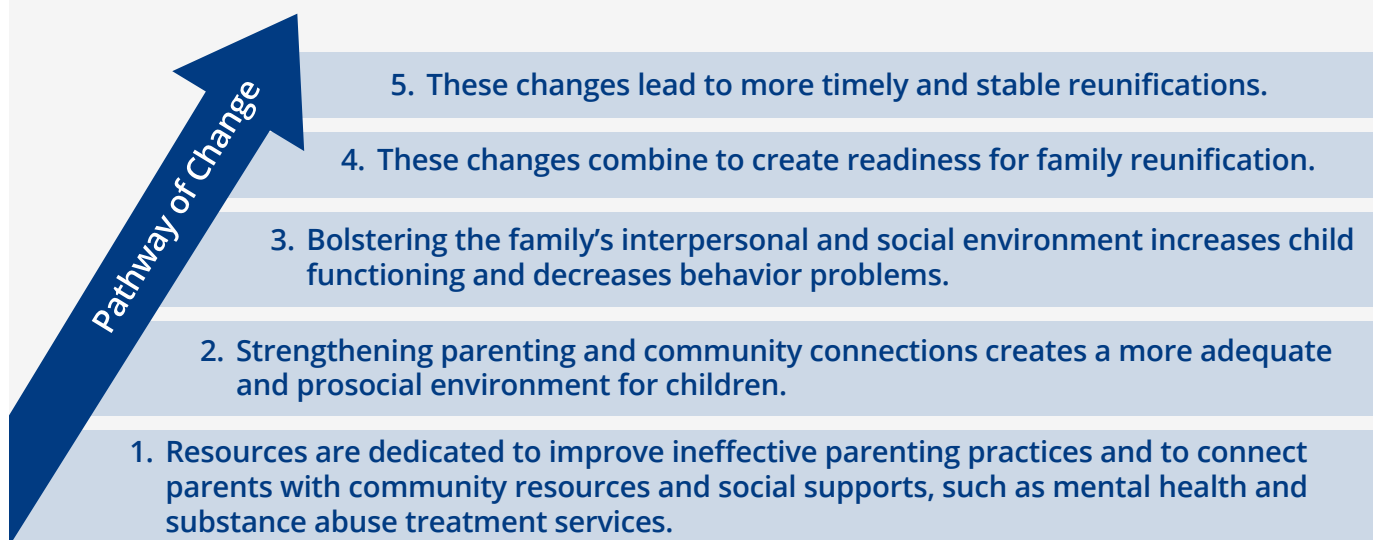 Pathway of Change
5. These changes lead to more timely and stable reunifications.
4. These changes combine to create readiness for family reunification.
3. Bolstering the family’s interpersonal and social environment increases child
functioning and decreases behavior problems.
2. Strengthening parenting and community connections creates a more adequate
and prosocial environment for children.
1. Resources are dedicated to improve ineffective parenting practices and to connect
parents with community resources and social supports, such as mental health and
substance abuse treatment services.